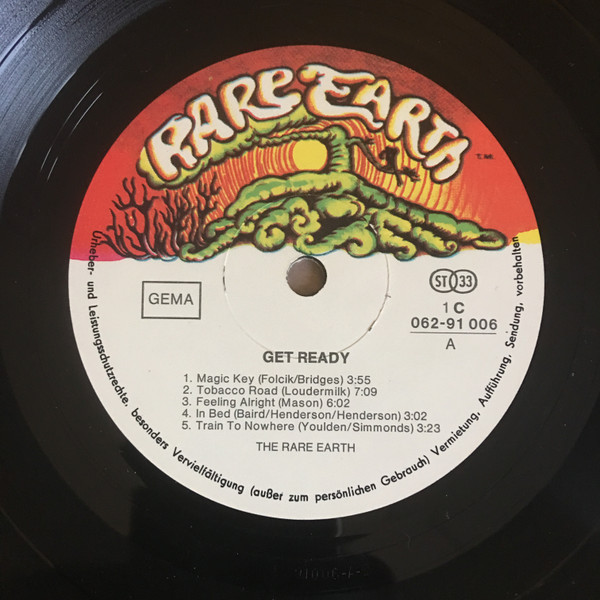 RARE EARTH
T.M.
GEMA
ST 33
1 C
062-91 006
A
GET READY
1. Magic Key (Folcik/Bridges) 3:55
2. Tobacco Road (Loudermilk) 7:09
3. Feeling Alright (Mason) 6:02
4. In Bed (Baird/Henderson/Henderson) 3:02
5. Train To Nowhere (Youlden/Simmonds) 3:23
THE RARE EARTH
Urheber- und Leistungsschutzrechte, besonders Vervielfältigung (außer zum persönlichen Gebrauch) Vermietung, Aufführung, Sendung, vorbehalten